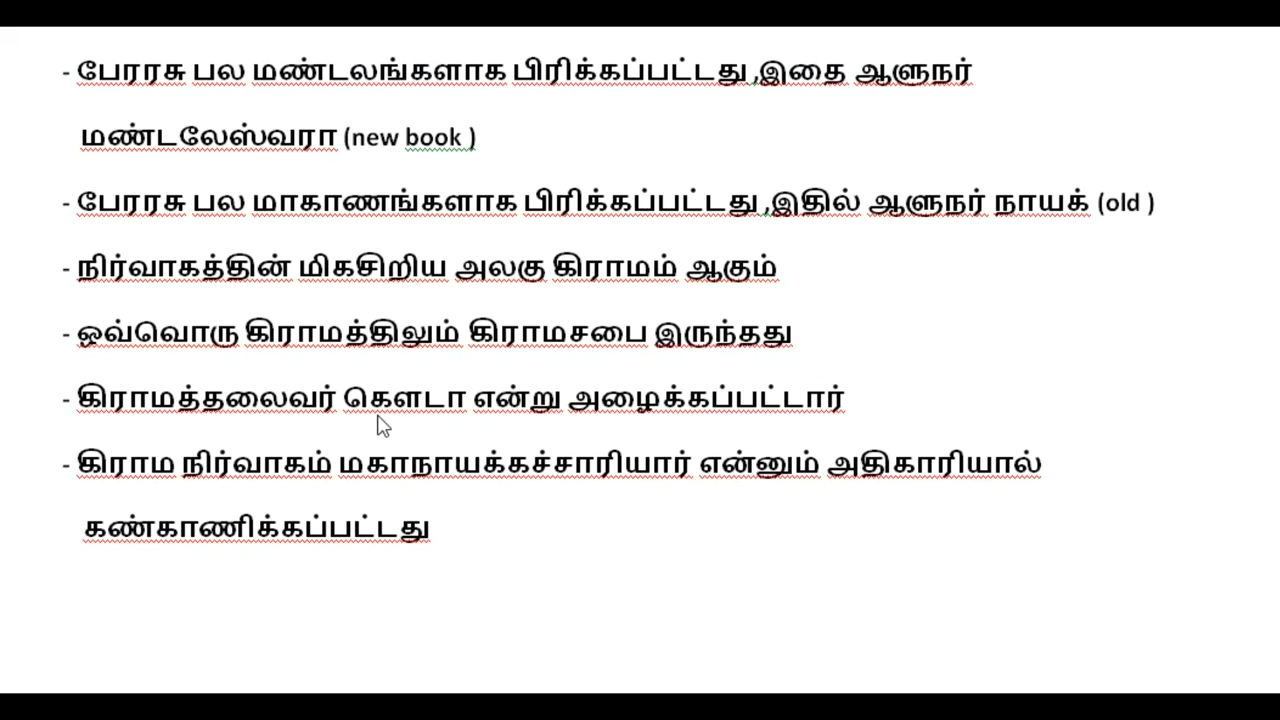 - பேரரசு பல மண்டலங்களாக பிரிக்கப்பட்டது ,இதை ஆளுநர்
மண்டலேஸ்வரா (new book )
- பேரரசு பல மாகாணங்களாக பிரிக்கப்பட்டது ,இதில் ஆளுநர் நாயக் (old )
- நிர்வாகத்தின் மிகசிறிய அலகு கிராமம் ஆகும்
- ஒவ்வொரு கிராமத்திலும் கிராமசபை இருந்தது
- கிராமத்தலைவர் கௌடா என்று அழைக்கப்பட்டார்
- கிராம நிர்வாகம் மகாநாயக்கச்சாரியார் என்னும் அதிகாரியால்
கண்காணிக்கப்பட்டது